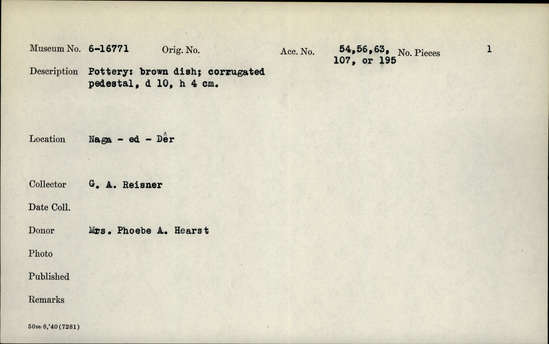 Museum No. 6-16771 Orig. No. Acc. No. 54,56,63, No. Pieces 1
107, or 195
Description Pottery: brown dish; corrugated
pedestal, d 10, h 4 cm.
Location Naga - ed - Dêr
Collector G. A. Reisner
Date Coll.
Donor Mrs. Phoebe A. Hearst
Photo
Published
Remarks
50m 6,'40 (7281)